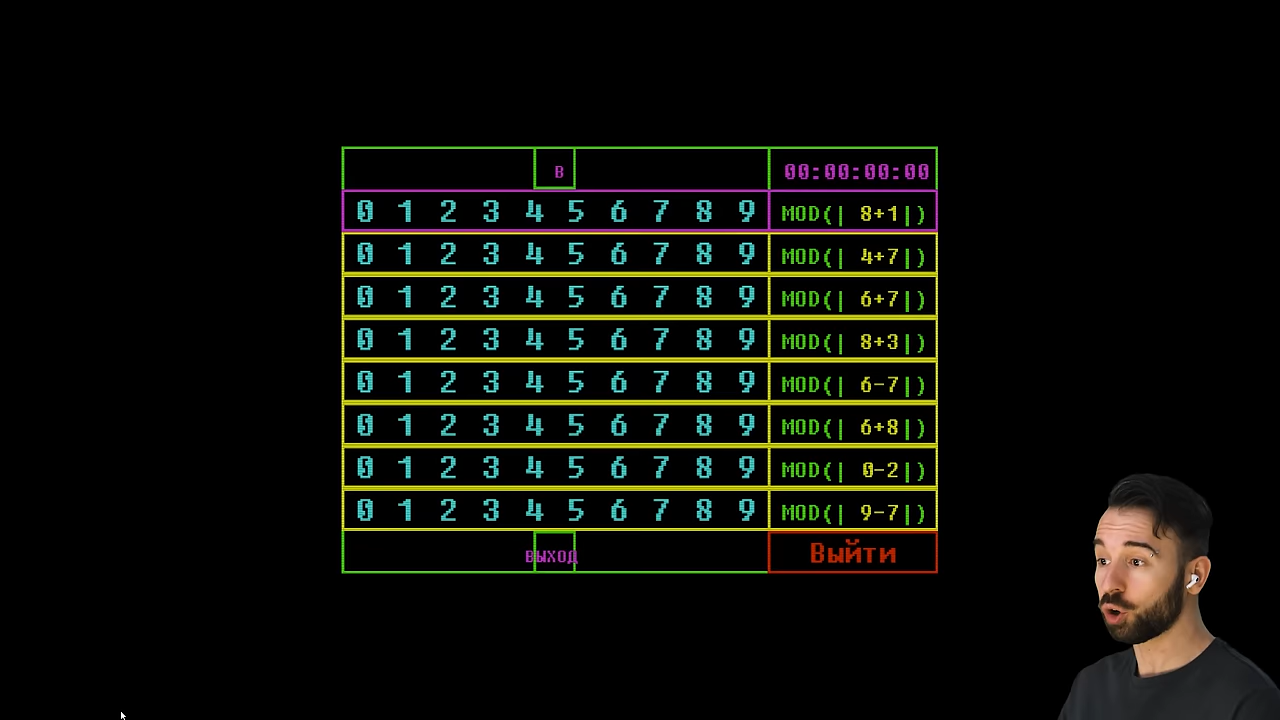 В 00:00:00:00
0 1 2 3 4 5 6 7 8 9 MOD(| 8+1|)
0 1 2 3 4 5 6 7 8 9 MOD(| 4+7|)
0 1 2 3 4 5 6 7 8 9 MOD(| 6+7|)
0 1 2 3 4 5 6 7 8 9 MOD(| 8+3|)
0 1 2 3 4 5 6 7 8 9 MOD(| 6-7|)
0 1 2 3 4 5 6 7 8 9 MOD(| 6+8|)
0 1 2 3 4 5 6 7 8 9 MOD(| 0-2|)
0 1 2 3 4 5 6 7 8 9 MOD(| 9-7|)
ВЫХОД Выйти